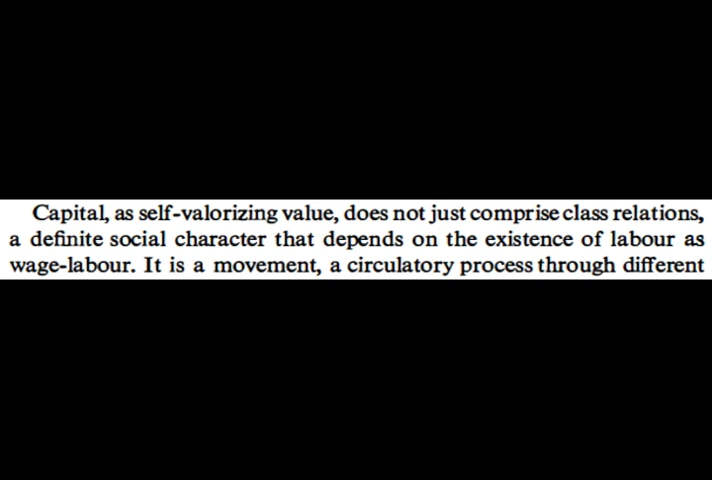 Capital, as self-valorizing value, does not just comprise class relations,
a definite social character that depends on the existence of labour as
wage-labour. It is a movement, a circulatory process through different